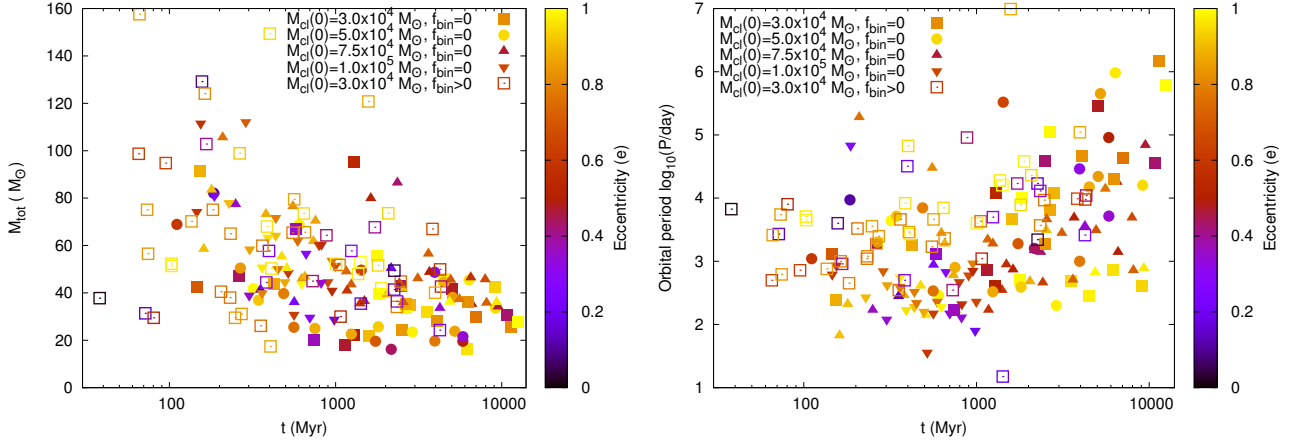 160
140
120
100
80
60
40
20
0
M_tot ( M_⊙)
100
1000
10000
t (Myr)
M_cl(0)=3.0x10^4 M_⊙, f_bin=0
M_cl(0)=5.0x10^4 M_⊙, f_bin=0
M_cl(0)=7.5x10^4 M_⊙, f_bin=0
M_cl(0)=1.0x10^5 M_⊙, f_bin=0
M_cl(0)=3.0x10^4 M_⊙, f_bin>0
1
0.8
0.6
0.4
0.2
0
Eccentricity (e)
7
6
5
4
3
2
1
Orbital period log_10(P/day)
100
1000
10000
t (Myr)
M_cl(0)=3.0x10^4 M_⊙, f_bin=0
M_cl(0)=5.0x10^4 M_⊙, f_bin=0
M_cl(0)=7.5x10^4 M_⊙, f_bin=0
M_cl(0)=1.0x10^5 M_⊙, f_bin=0
M_cl(0)=3.0x10^4 M_⊙, f_bin>0
1
0.8
0.6
0.4
0.2
0
Eccentricity (e)